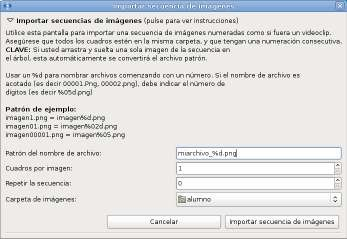 Importar secuencia de imágenes
Importar secuencias de imágenes (pulse para ver instrucciones)
Utilice esta pantalla para importar una secuencia de imágenes numeradas como si fuera un videoclip.
Asegúrese que todos los cuadros estén en la misma carpeta, y que tengan una numeración consecutiva.
CLAVE: Si usted arrastra y suelta una sola imagen de la secuencia en
el árbol, esta automáticamente se convertirá el archivo patrón.
Usar un %d para nombrar archivos comenzando con un número. Si el nombre de archivo es
acotado (es decir 00001.Png, 00002.png), debe indicar el número de
dígitos (es decir %05d.png)
Patrón de ejemplo:
imagen1.png = imagen%d.png
imagen01.png = imagen%02d.png
imagen00001.png = imagen%05.png
Patrón del nombre de archivo: miarchivo_%d.png
Cuadros por imagen: 1
Repetir la secuencia: 0
Carpeta de imágenes: alumno
Cancelar Importar secuencia de imágenes